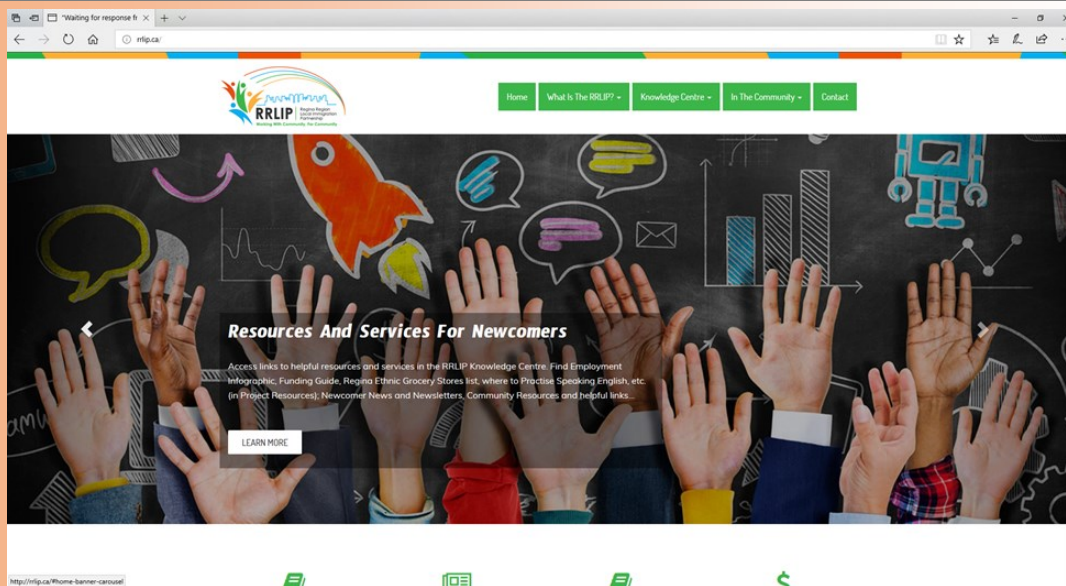 "Waiting for response fr
rrlip.ca/
RRLIP
Regina Region
Local Immigration
Partnership
Working With Community, For Community
Home
What Is The RRLIP?
Knowledge Centre
In The Community
Contact
Resources And Services For Newcomers
Access links to helpful resources and services in the RRLIP Knowledge Centre. Find Employment
Infographic, Funding Guide, Regina Ethnic Grocery Stores list, where to Practise Speaking English, etc.
(in Project Resources); Newcomer News and Newsletters, Community Resources and helpful links...
LEARN MORE
http://rrlip.ca/#home-banner-carousel